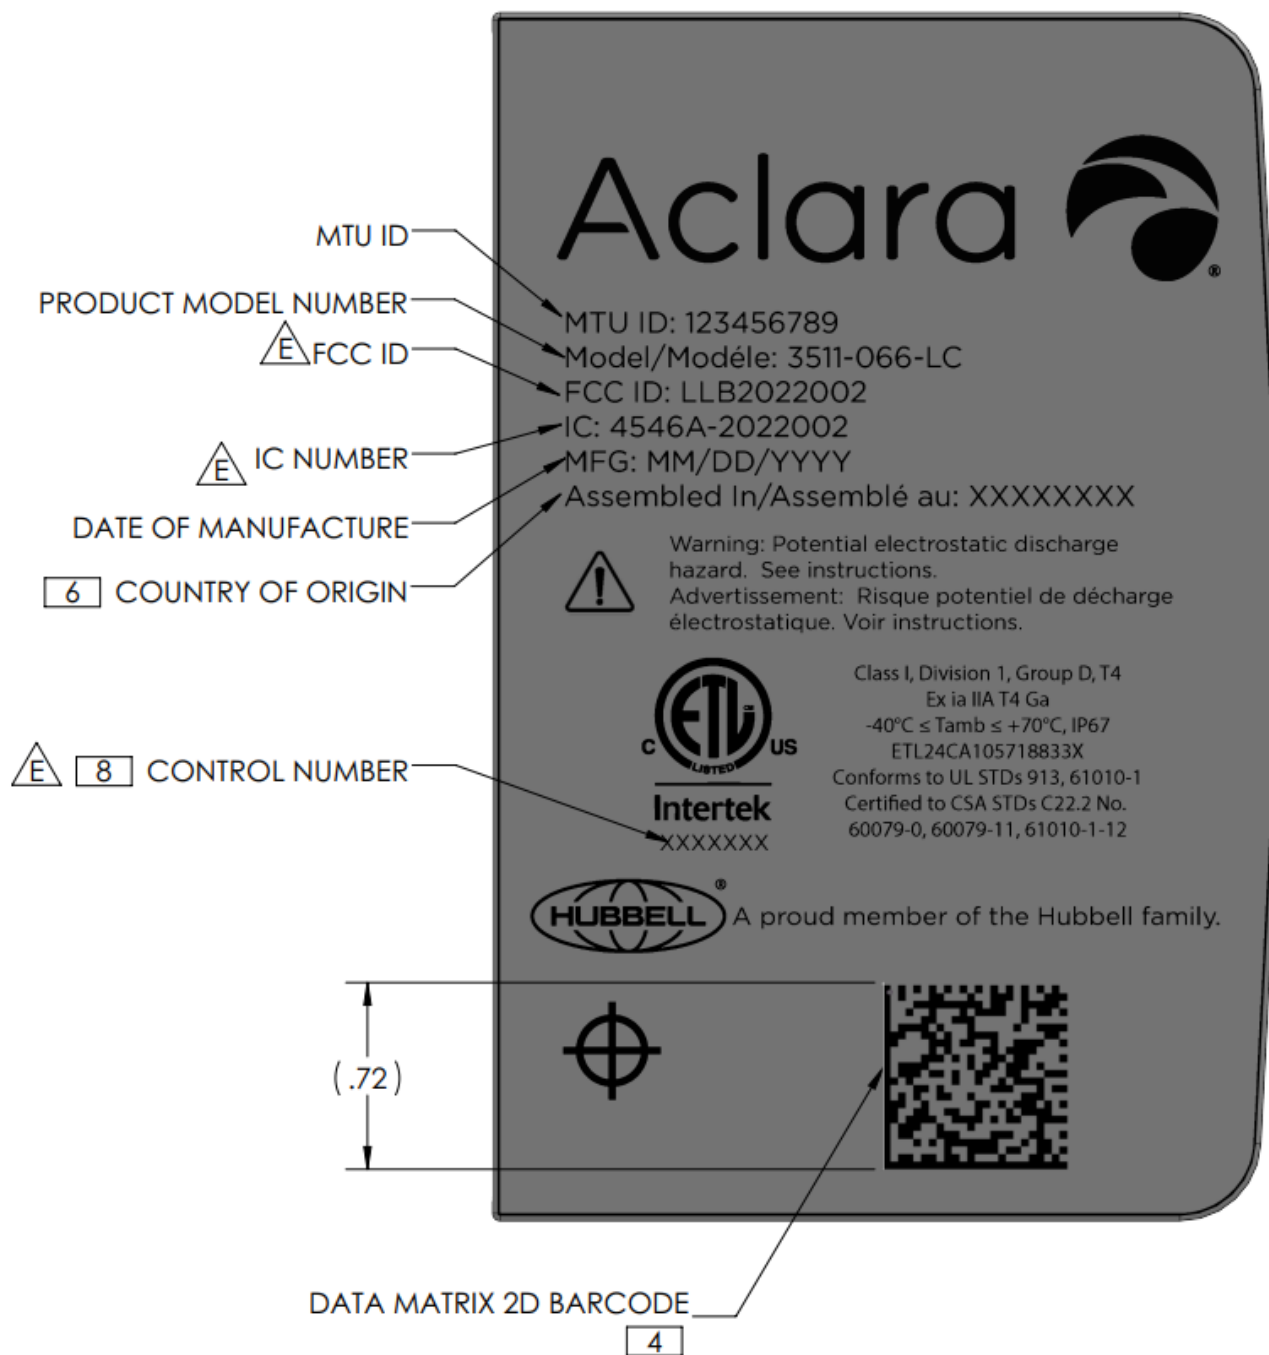 Aclara
®
MTU ID
PRODUCT MODEL NUMBER
E FCC ID
E IC NUMBER
DATE OF MANUFACTURE
6 COUNTRY OF ORIGIN
MTU ID: 123456789
Model/Modéle: 3511-066-LC
FCC ID: LLB2022002
IC: 4546A-2022002
MFG: MM/DD/YYYY
Assembled In/Assemblé au: XXXXXXXX
Warning: Potential electrostatic discharge
hazard. See instructions.
Advertissement: Risque potentiel de décharge
électrostatique. Voir instructions.
E 8 CONTROL NUMBER
ETL CM
C US
LISTED
Intertek
XXXXXXX
Class I, Division 1, Group D, T4
Ex ia IIA T4 Ga
-40°C ≤ Tamb ≤ +70°C, IP67
ETL24CA105718833X
Conforms to UL STDs 913, 61010-1
Certified to CSA STDs C22.2 No.
60079-0, 60079-11, 61010-1-12
HUBBELL ® A proud member of the Hubbell family.
(.72)
DATA MATRIX 2D BARCODE
4